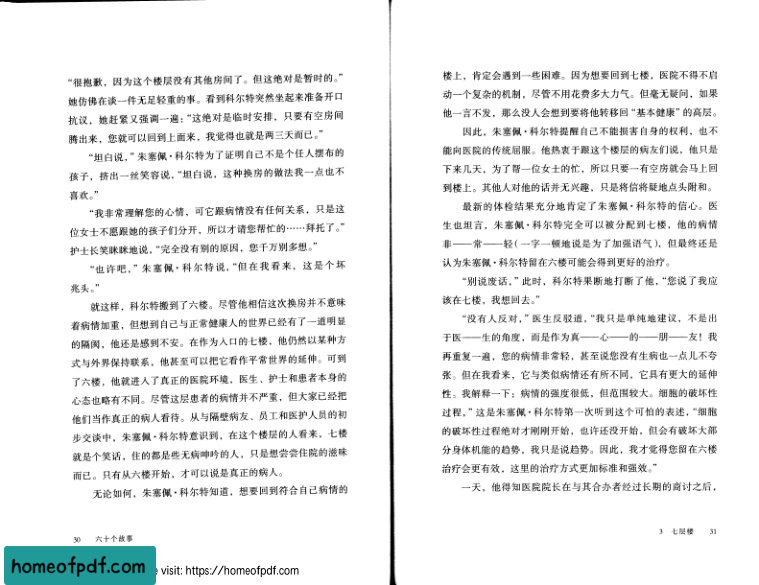 “很抱歉，因为这个楼层没有其他房间了。但这绝对是暂时的。”
她仿佛在谈一件无足轻重的事。看到科尔特突然坐起来准备开口
抗议，她赶紧又强调一遍：“这绝对是临时安排，只要有空房间
腾出来，您就可以回到上面来，我觉得也就是两三天而已。”
“坦白说，”朱塞佩·科尔特为了证明自己不是个任人摆布的
孩子，挤出一丝笑容说，“坦白说，这种换房的做法我一点也不
喜欢。”
“我非常理解您的心情，可它跟病情没有任何关系，只是这
位女士不愿跟她的孩子们分开，所以才请您帮忙的……拜托了。”
护士长笑眯眯地说，“完全没有别的原因，您千万别多想。”
“也许吧，”朱塞佩·科尔特说，“但在我看来，这是个坏
兆头。”
就这样，科尔特搬到了六楼。尽管他相信这次换房并不意味
着病情加重，但想到自己与正常健康人的世界已经有了一道明显
的隔阂，他还是感到不安。在作为入口的七楼，他仍然以某种方
式与外界保持联系，他甚至可以把它看作平常世界的延伸。可到
了六楼，他就进入了真正的医院环境，医生、护士和患者本身的
心态也略有不同。尽管这层患者的病情并不严重，但大家已经把
他们当作真正的病人看待。从与隔壁病友、员工和医护人员的初
步交谈中，朱塞佩·科尔特意识到，在这个楼层的人看来，七楼
就是个笑话，住的都是些无病呻吟的人，只是想尝尝住院的滋味
而已。只有从六楼开始，才可以说是真正的病人。
无论如何，朱塞佩·科尔特知道，想要回到符合自己病情的
30 六十个故事
homeofpdf.com
e visit: https://homeofpdf.com
楼上，肯定会遇到一些困难。因为想要回到七楼，医院不得不启
动一个复杂的机制，尽管不用花费多大力气。但毫无疑问，如果
他一言不发，那么没人会想到要将他转移回“基本健康”的高层。
因此，朱塞佩·科尔特提醒自己不能损害自身的权利，也不
能向医院的传统屈服。他热衷于跟这个楼层的病友们说，他只是
下来几天，为了帮一位女士的忙，所以只要一有空房就会马上回
到楼上。其他人对他的话并无兴趣，只是将信将疑地点头附和。
最新的体检结果充分地肯定了朱塞佩·科尔特的信心。医
生也坦言，朱塞佩·科尔特完全可以被分配到七楼，他的病情
非——常——轻（一字一顿地说是为了加强语气），但最终还是
认为朱塞佩·科尔特留在六楼可能会得到更好的治疗。
“别说废话，”此时，科尔特果断地打断了他，“您说了我应
该在七楼，我想回去。”
“没有人反对，”医生反驳道，“我只是单纯地建议，不是出
于医——生的角度，而是作为真——心——的——朋——友！我
再重复一遍，您的病情非常轻，甚至说您没有生病也一点儿不夸
张。但在我看来，它与类似病情还有所不同，它具有更大的延伸
性。我解释一下：病情的强度很低，但范围较大。细胞的破坏性
过程，”这是朱塞佩·科尔特第一次听到这个可怕的表述，“细胞
的破坏性过程绝对才刚刚开始，也许还没开始，但会有破坏大部
分身体机能的趋势，我只是说趋势。因此，我才觉得您留在六楼
治疗会更有效，这里的治疗方式更加标准和强效。”
一天，他得知医院院长在与其合办者经过长期的商讨之后，
3 七层楼 31